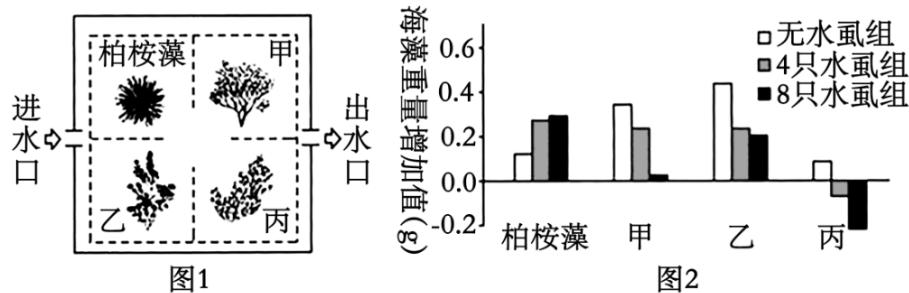 柏桉藻
甲
进水口
出水口
乙
丙
图1
海藻重量增加值(g)
0.6
0.4
0.2
0.0
-0.2
无水虱组
4只水虱组
8只水虱组
柏桉藻
甲
乙
丙
图2